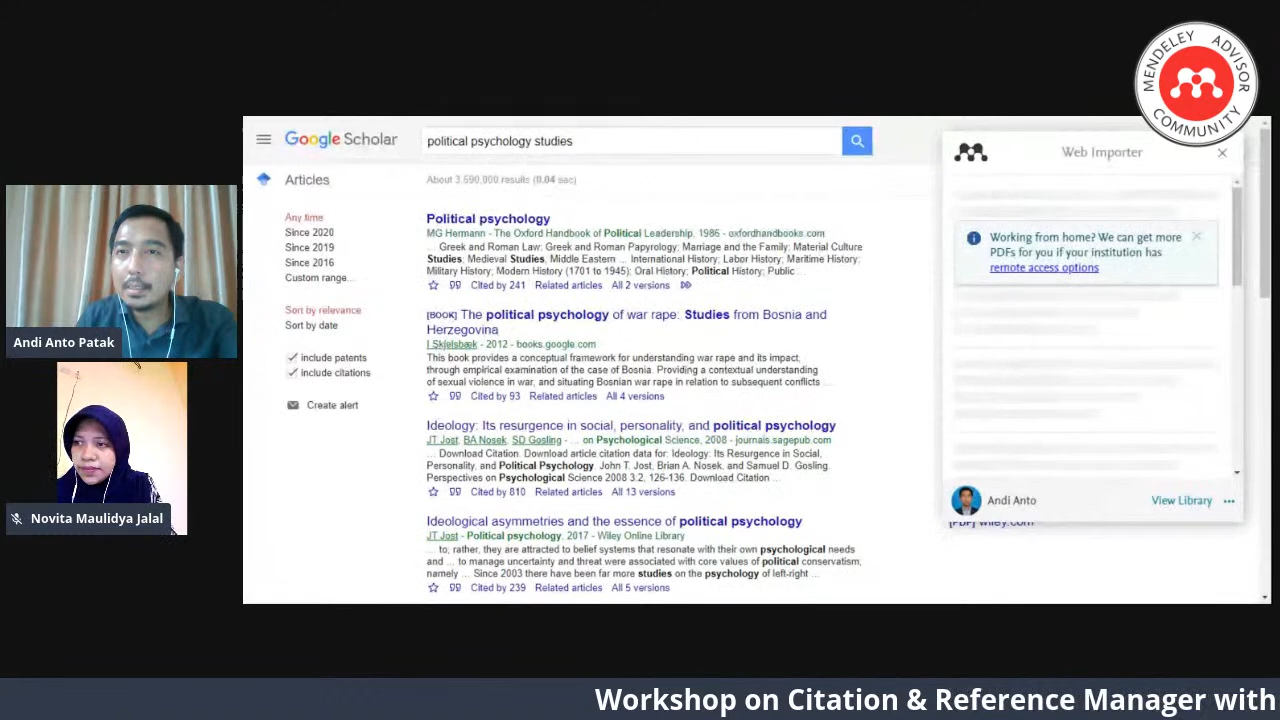 MENDELEY ADVISOR
COMMUNITY
Google Scholar
political psychology studies
Articles
About 3,590,000 results (0.04 sec)
Any time
Since 2020
Since 2019
Since 2016
Custom range...
Sort by relevance
Sort by date
include patents
include citations
Create alert
Political psychology
MG Hermann - The Oxford Handbook of Political Leadership, 1986 - oxfordhandbooks.com
... Greek and Roman Law; Greek and Roman Papyrology; Marriage and the Family; Material Culture
Studies; Medieval Studies; Middle Eastern ... International History; Labor History; Maritime History;
Military History; Modern History (1701 to 1945); Oral History; Political History; Public ...
Cited by 241 Related articles All 2 versions
[BOOK] The political psychology of war rape: Studies from Bosnia and
Herzegovina
I Skjelsbæk - 2012 - books.google.com
This book provides a conceptual framework for understanding war rape and its impact,
through empirical examination of the case of Bosnia. Providing a contextual understanding
of sexual violence in war, and situating Bosnian war rape in relation to subsequent conflicts ...
Cited by 93 Related articles All 4 versions
Ideology: Its resurgence in social, personality, and political psychology
JT Jost, BA Nosek, SD Gosling - ... on Psychological Science, 2008 - journals.sagepub.com
... Download Citation. Download article citation data for: Ideology: Its Resurgence in Social,
Personality, and Political Psychology. John T. Jost, Brian A. Nosek, and Samuel D. Gosling.
Perspectives on Psychological Science 2008 3:2, 126-136. Download Citation ...
Cited by 810 Related articles All 13 versions
Ideological asymmetries and the essence of political psychology
JT Jost - Political psychology, 2017 - Wiley Online Library
... to; rather, they are attracted to belief systems that resonate with their own psychological needs
and ... to manage uncertainty and threat were associated with core values of political conservatism,
namely ... Since 2003 there have been far more studies on the psychology of left-right ...
Cited by 239 Related articles All 5 versions
Web Importer
Working from home? We can get more
PDFs for you if your institution has
remote access options
Andi Anto
View Library
[PDF] wiley.com
Andi Anto Patak
Novita Maulidya Jalal
Workshop on Citation & Reference Manager with